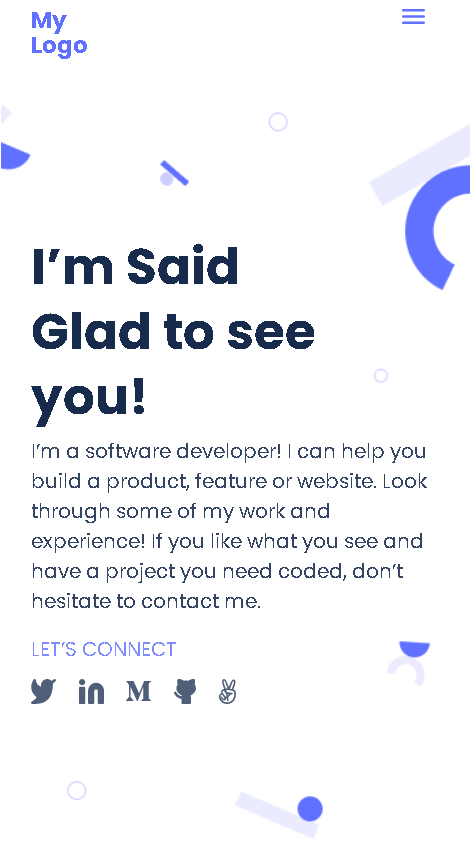 My
Logo
I’m Said
Glad to see
you!
I’m a software developer! I can help you
build a product, feature or website. Look
through some of my work and
experience! If you like what you see and
have a project you need coded, don’t
hesitate to contact me.
LET’S CONNECT